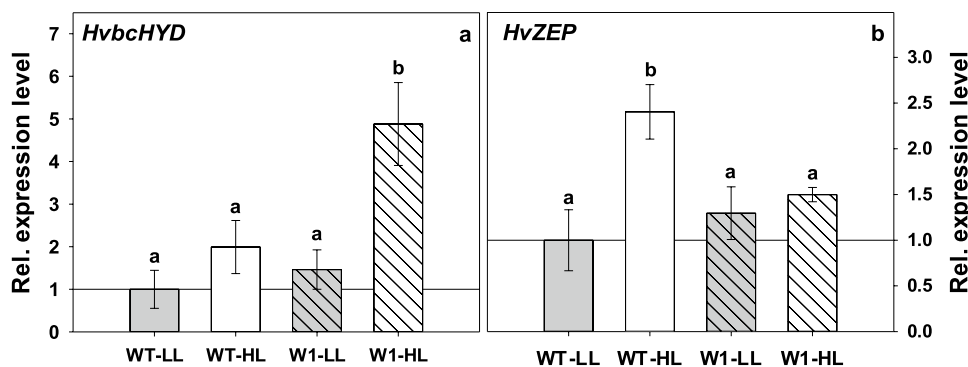 HvbcHYD
a
Rel. expression level
7
6
5
4
3
2
1
0
a
a
a
b
WT-LL WT-HL W1-LL W1-HL
HvZEP
b
a
b
a
a
3.0
2.5
2.0
1.5
1.0
0.5
0.0
Rel. expression level
WT-LL WT-HL W1-LL W1-HL